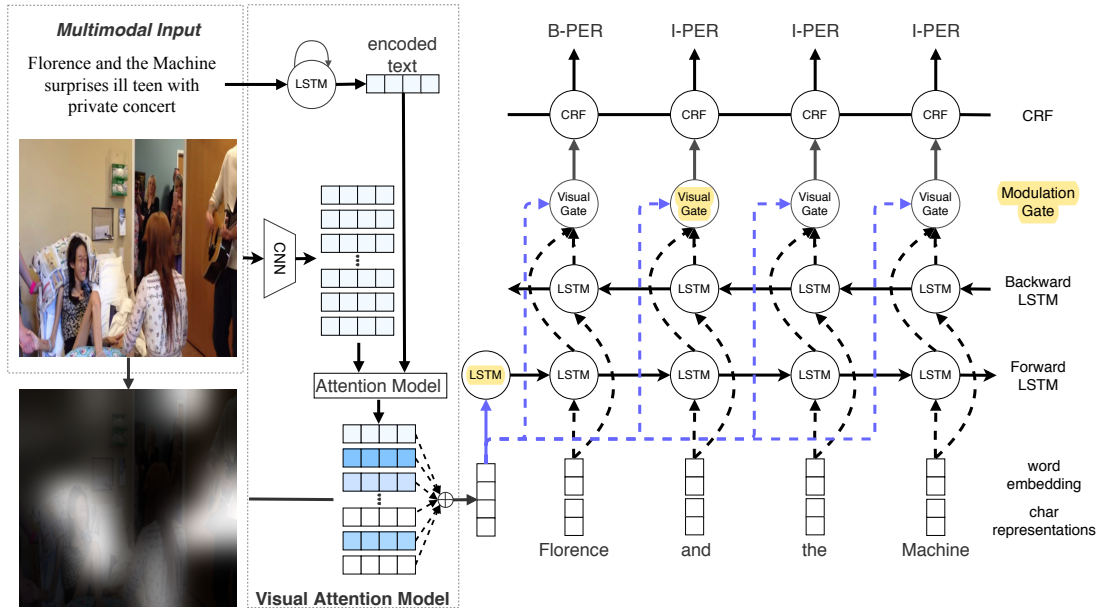 Multimodal Input
Florence and the Machine
surprises ill teen with
private concert
LSTM
encoded
text
CNN
Attention Model
Visual Attention Model
B-PER I-PER I-PER I-PER
CRF CRF CRF CRF CRF
Visual Gate Visual Gate Visual Gate Visual Gate
Modulation
Gate
LSTM LSTM LSTM LSTM
Backward
LSTM
LSTM LSTM LSTM LSTM LSTM
Forward
LSTM
word
embedding
char
representations
Florence and the Machine